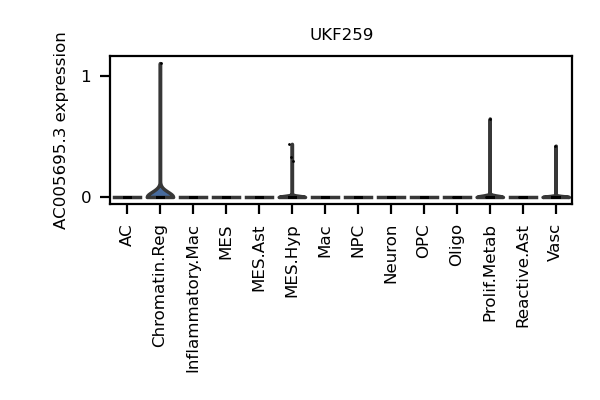 UKF259
AC005695.3 expression
1
0
AC
Chromatin.Reg
Inflammatory.Mac
MES
MES.Ast
MES.Hyp
Mac
NPC
Neuron
OPC
Oligo
Prolif.Metab
Reactive.Ast
Vasc